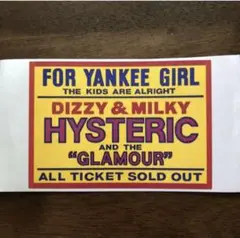 FOR YANKEE GIRL
THE KIDS ARE ALRIGHT
DIZZY & MILKY
HYSTERIC
AND THE
"GLAMOUR"
ALL TICKET SOLD OUT